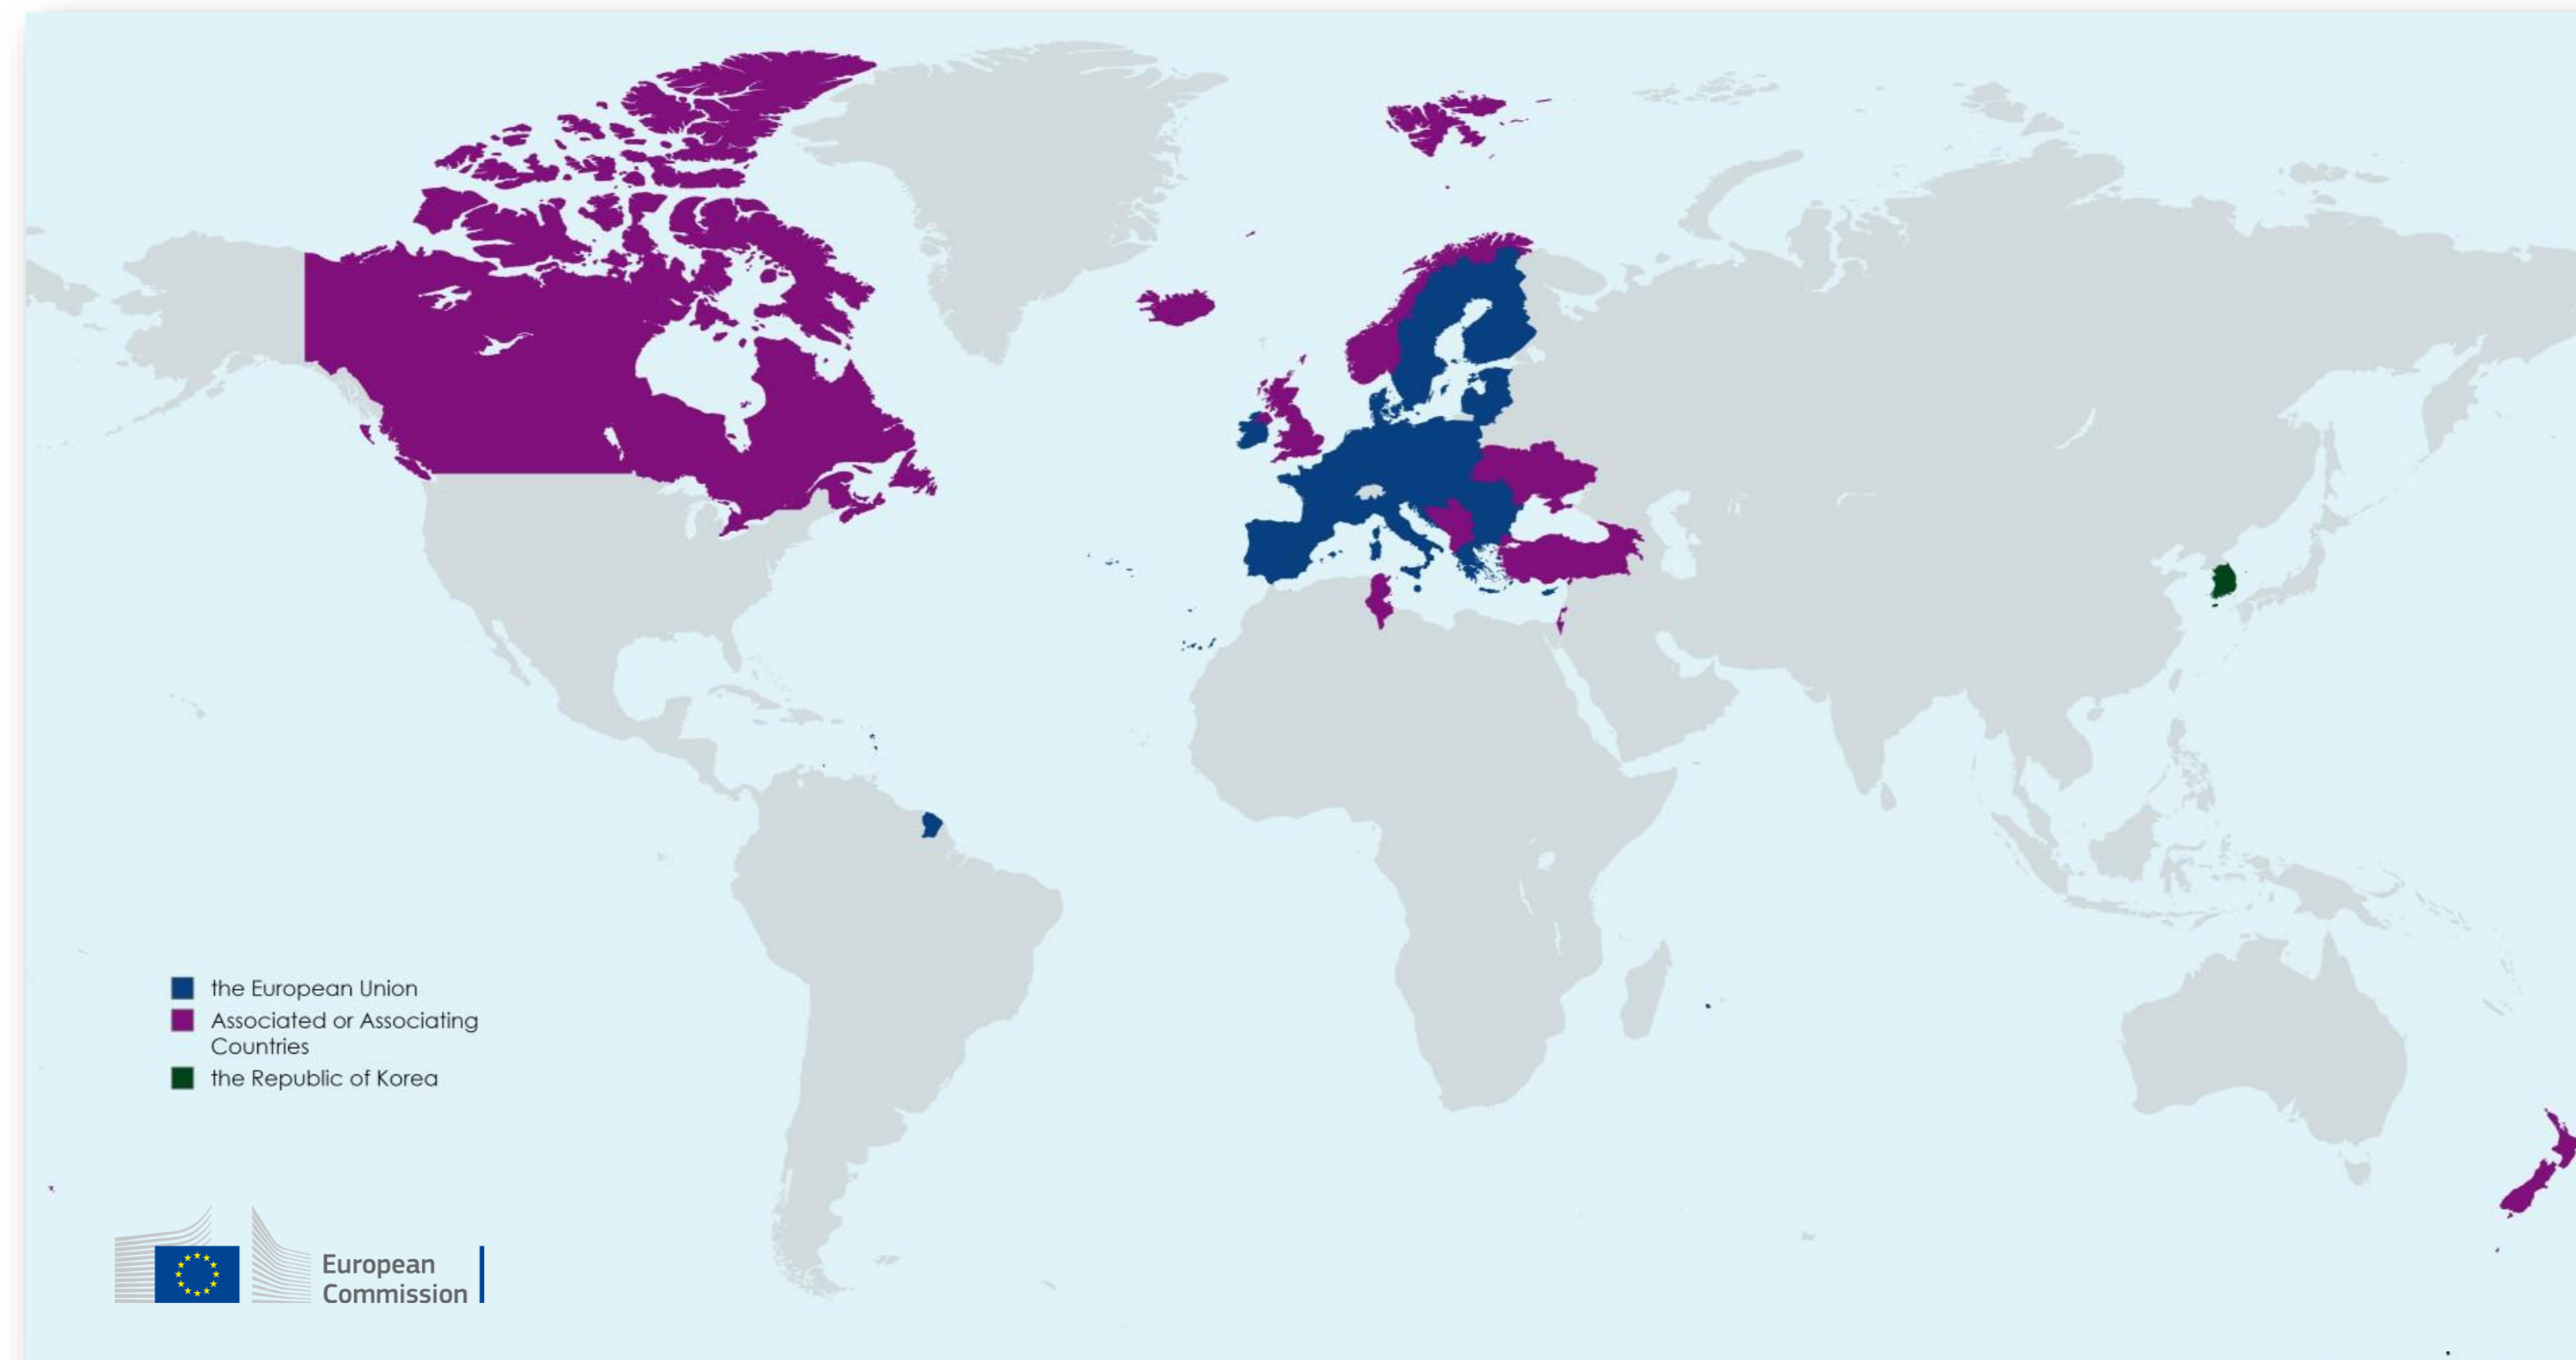 the European Union
Associated or Associating
Countries
the Republic of Korea
European
Commission